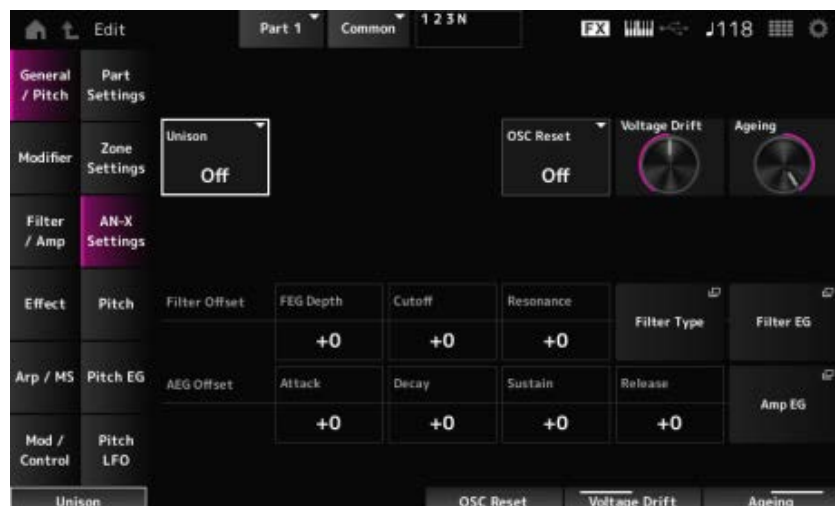 Edit
Part 1
Common
1 2 3 N
FX
♩118
General / Pitch
Part Settings
Modifier
Zone Settings
Unison
Off
OSC Reset
Off
Voltage Drift
Ageing
Filter / Amp
AN-X Settings
Effect
Pitch
Filter Offset
FEG Depth
+0
Cutoff
+0
Resonance
+0
Filter Type
Filter EG
Arp / MS
Pitch EG
AEG Offset
Attack
+0
Decay
+0
Sustain
+0
Release
+0
Amp EG
Mod / Control
Pitch LFO
Unison
OSC Reset
Voltage Drift
Ageing